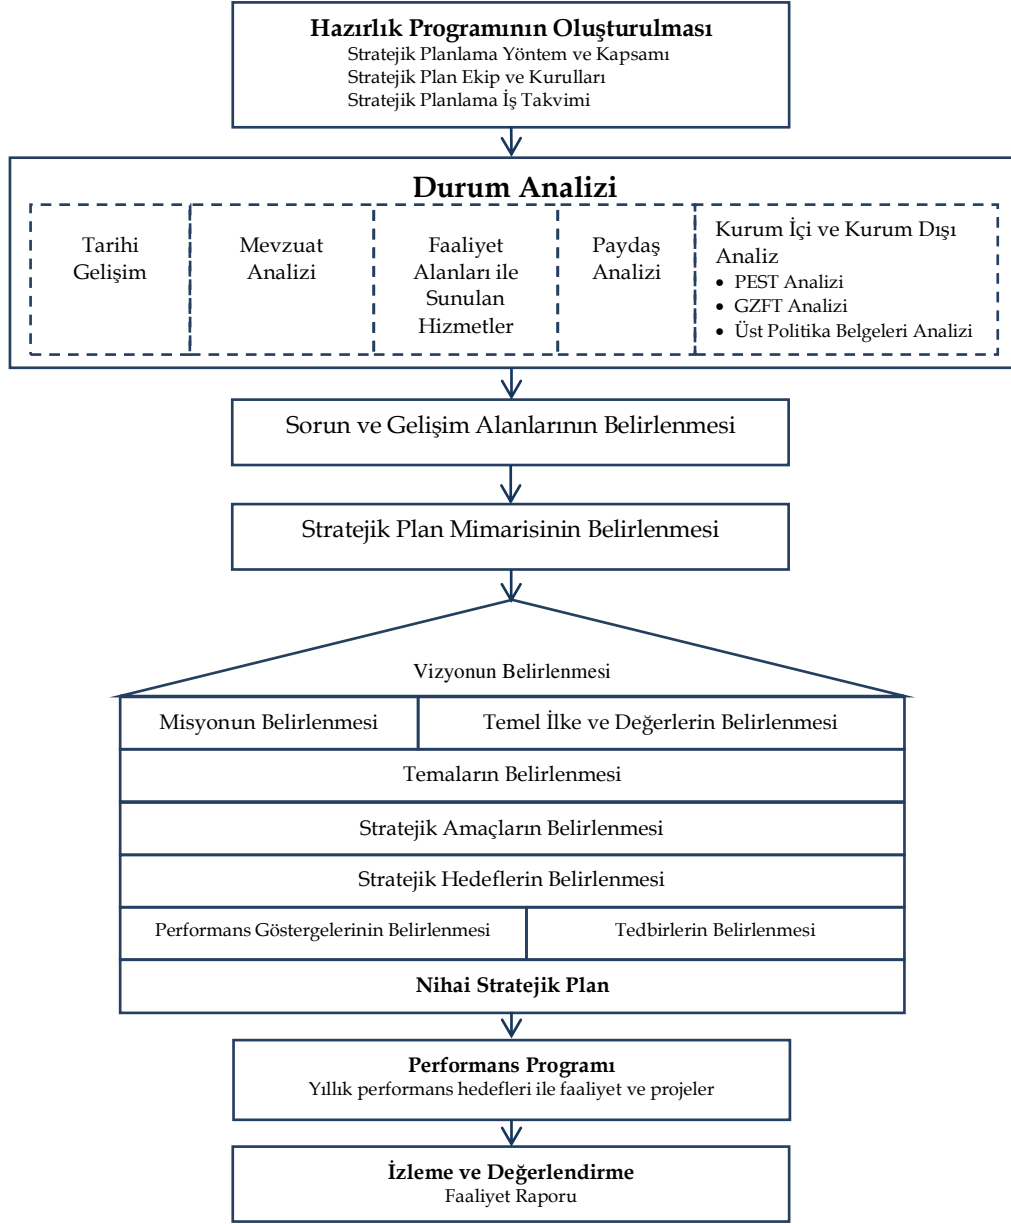 Hazırlık Programının Oluşturulması
Stratejik Planlama Yöntem ve Kapsamı
Stratejik Plan Ekip ve Kurulları
Stratejik Planlama İş Takvimi
Durum Analizi
Tarihi
Gelişim
Mevzuat
Analizi
Faaliyet
Alanları ile
Sunulan
Hizmetler
Paydaş
Analizi
Kurum İçi ve Kurum Dışı
Analiz
• PEST Analizi
• GZFT Analizi
• Üst Politika Belgeleri Analizi
Sorun ve Gelişim Alanlarının Belirlenmesi
Stratejik Plan Mimarisinin Belirlenmesi
Vizyonun Belirlenmesi
Misyonun Belirlenmesi
Temel İlke ve Değerlerin Belirlenmesi
Temaların Belirlenmesi
Stratejik Amaçların Belirlenmesi
Stratejik Hedeflerin Belirlenmesi
Performans Göstergelerinin Belirlenmesi
Tedbirlerin Belirlenmesi
Nihai Stratejik Plan
Performans Programı
Yıllık performans hedefleri ile faaliyet ve projeler
İzleme ve Değerlendirme
Faaliyet Raporu